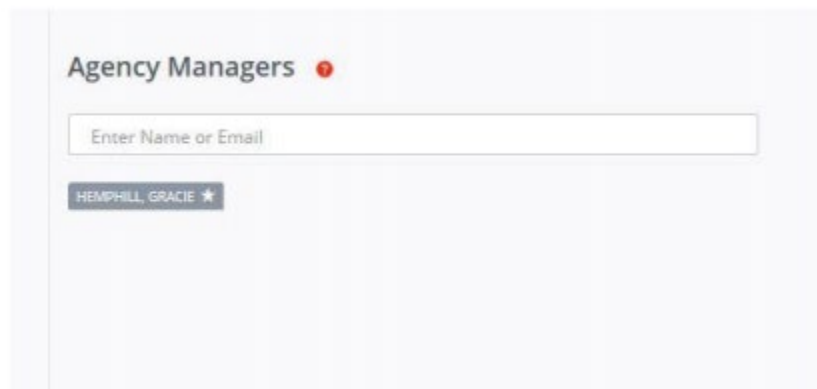 Agency Managers ?
Enter Name or Email
HEMPHILL, GRACIE ★